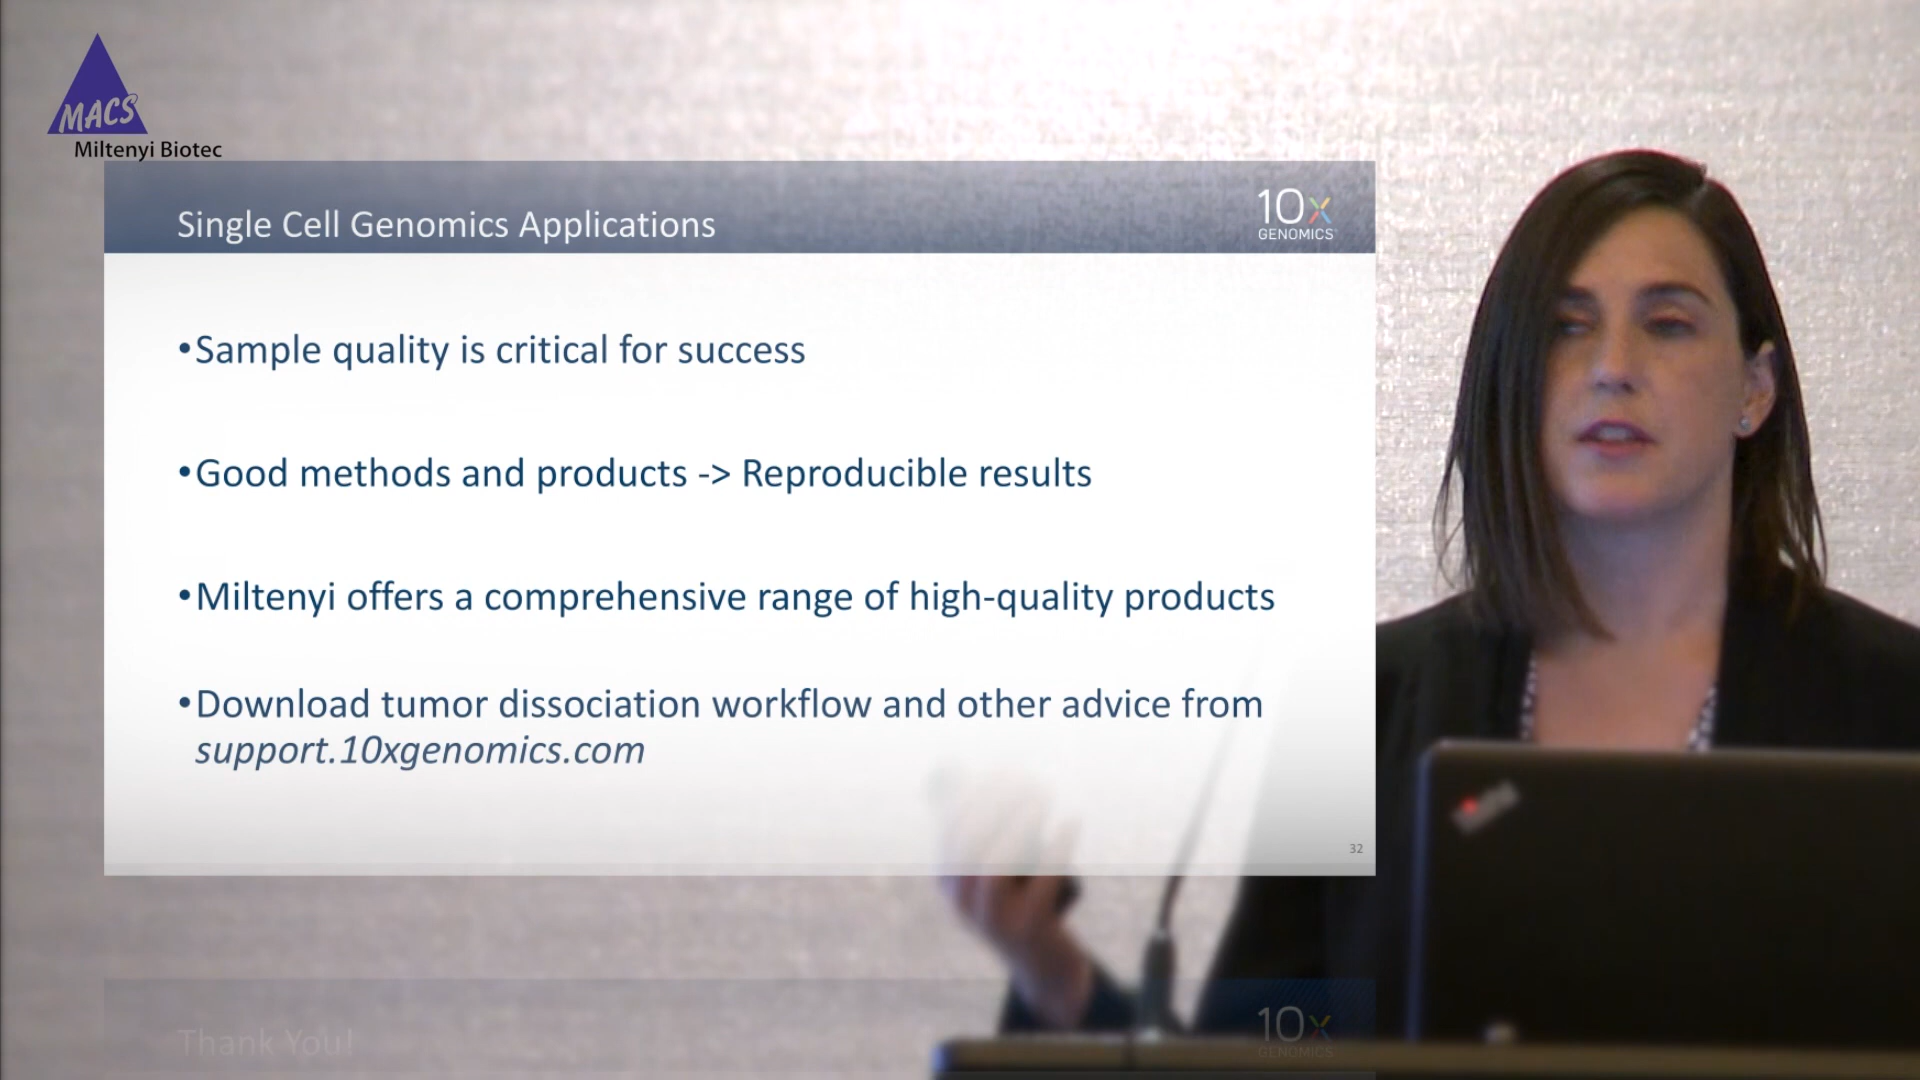 MACS
Miltenyi Biotec
Single Cell Genomics Applications
10x
GENOMICS
•Sample quality is critical for success
•Good methods and products -> Reproducible results
•Miltenyi offers a comprehensive range of high-quality products
•Download tumor dissociation workflow and other advice from
support.10xgenomics.com
32
Thank You!
10x
GENOMICS